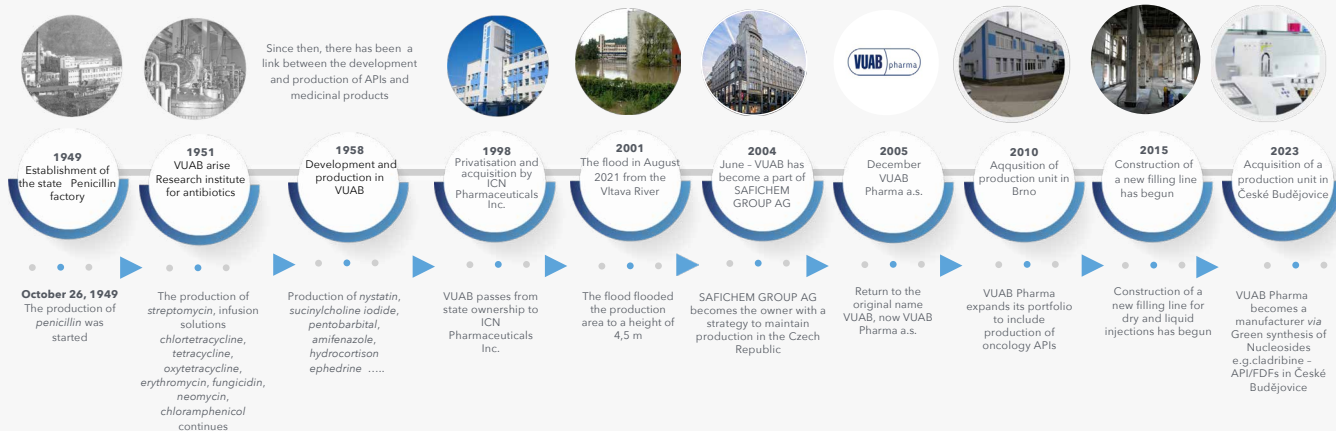 Since then, there has been a
link between the development
and production of APIs and
medicinal products
VUAB pharma
1949
Establishment of
the state Penicillin
factory
1951
VUAB arise
Research institute
for antibiotics
1958
Development and
production in
VUAB
1998
Privatisation and
acquisition by
ICN
Pharmaceuticals
Inc.
2001
The flood in August
2021 from the
Vltava River
2004
June – VUAB has
become a part of
SAFICHEM
GROUP AG
2005
December
VUAB
Pharma a.s.
2010
Aqqusition of
production unit in
Brno
2015
Construction of
a new filling line
has begun
2023
Acquisition of a
production unit in
České Budějovice
October 26, 1949
The production of
penicillin was
started
The production of
streptomycin, infusion
solutions
chlortetracycline,
tetracycline,
oxytetracycline,
erythromycin, fungicidin,
neomycin,
chloramphenicol
continues
Production of nystatin,
sucinylcholine iodide,
pentobarbital,
amifenazole,
hydrocortison
ephedrine .....
VUAB passes from
state ownership to
ICN
Pharmaceuticals
Inc.
The flood flooded
the production
area to a height of
4,5 m
SAFICHEM GROUP AG
becomes the owner with a
strategy to maintain
production in the Czech
Republic
Return to the
original name
VUAB, now VUAB
Pharma a.s.
VUAB Pharma
expands its portfolio
to include
production of
oncology APIs
Construction of a
new filling line for
dry and liquid
injections has begun
VUAB Pharma
becomes a
manufacturer via
Green synthesis of
Nucleosides
e.g.cladribine –
API/FDFs in České
Budějovice